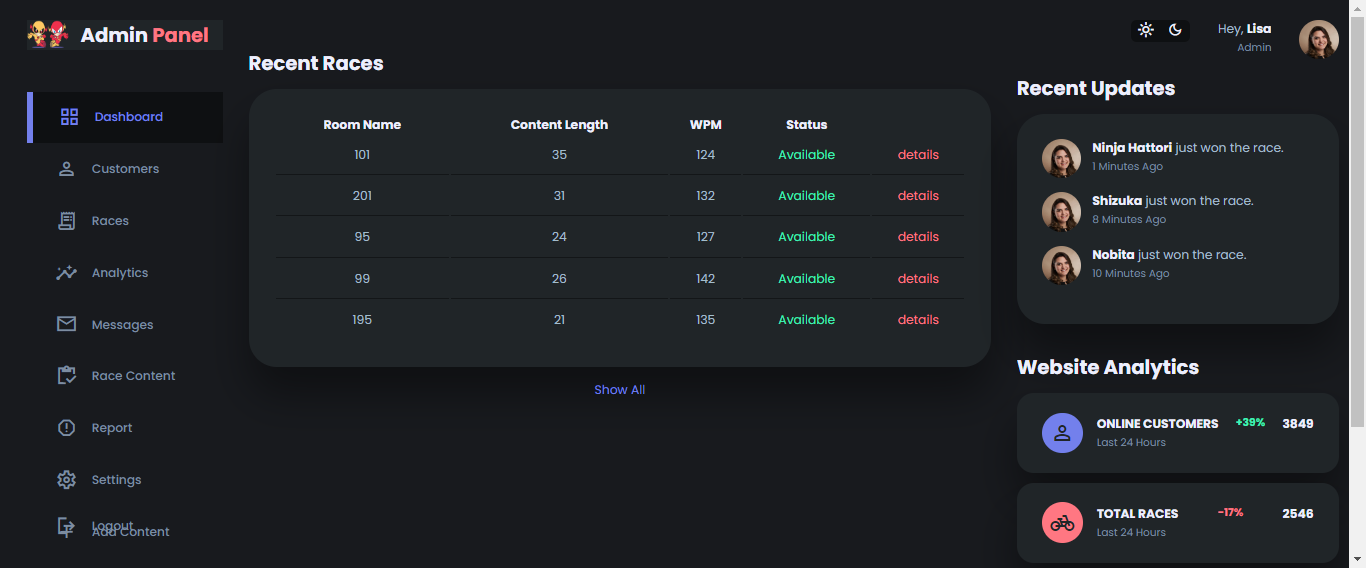 Admin Panel
Dashboard
Customers
Races
Analytics
Messages
Race Content
Report
Settings
Logout
Add Content
Recent Races
Room Name Content Length WPM Status
101 35 124 Available details
201 31 132 Available details
95 24 127 Available details
99 26 142 Available details
195 21 135 Available details
Show All
Hey, Lisa
Admin
Recent Updates
Ninja Hattori just won the race.
1 Minutes Ago
Shizuka just won the race.
8 Minutes Ago
Nobita just won the race.
10 Minutes Ago
Website Analytics
ONLINE CUSTOMERS +39% 3849
Last 24 Hours
TOTAL RACES -17% 2546
Last 24 Hours